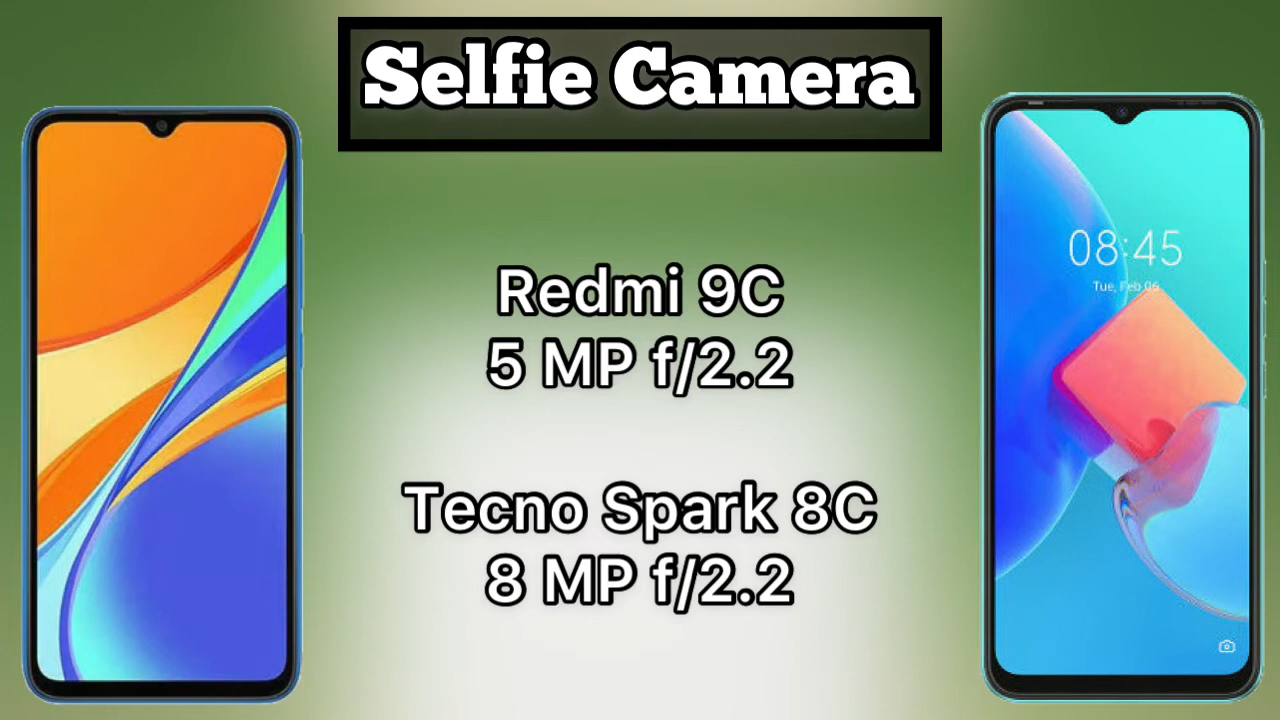 Selfie Camera
Redmi 9C
5 MP f/2.2
Tecno Spark 8C
8 MP f/2.2
08:45
Tue, Feb 06